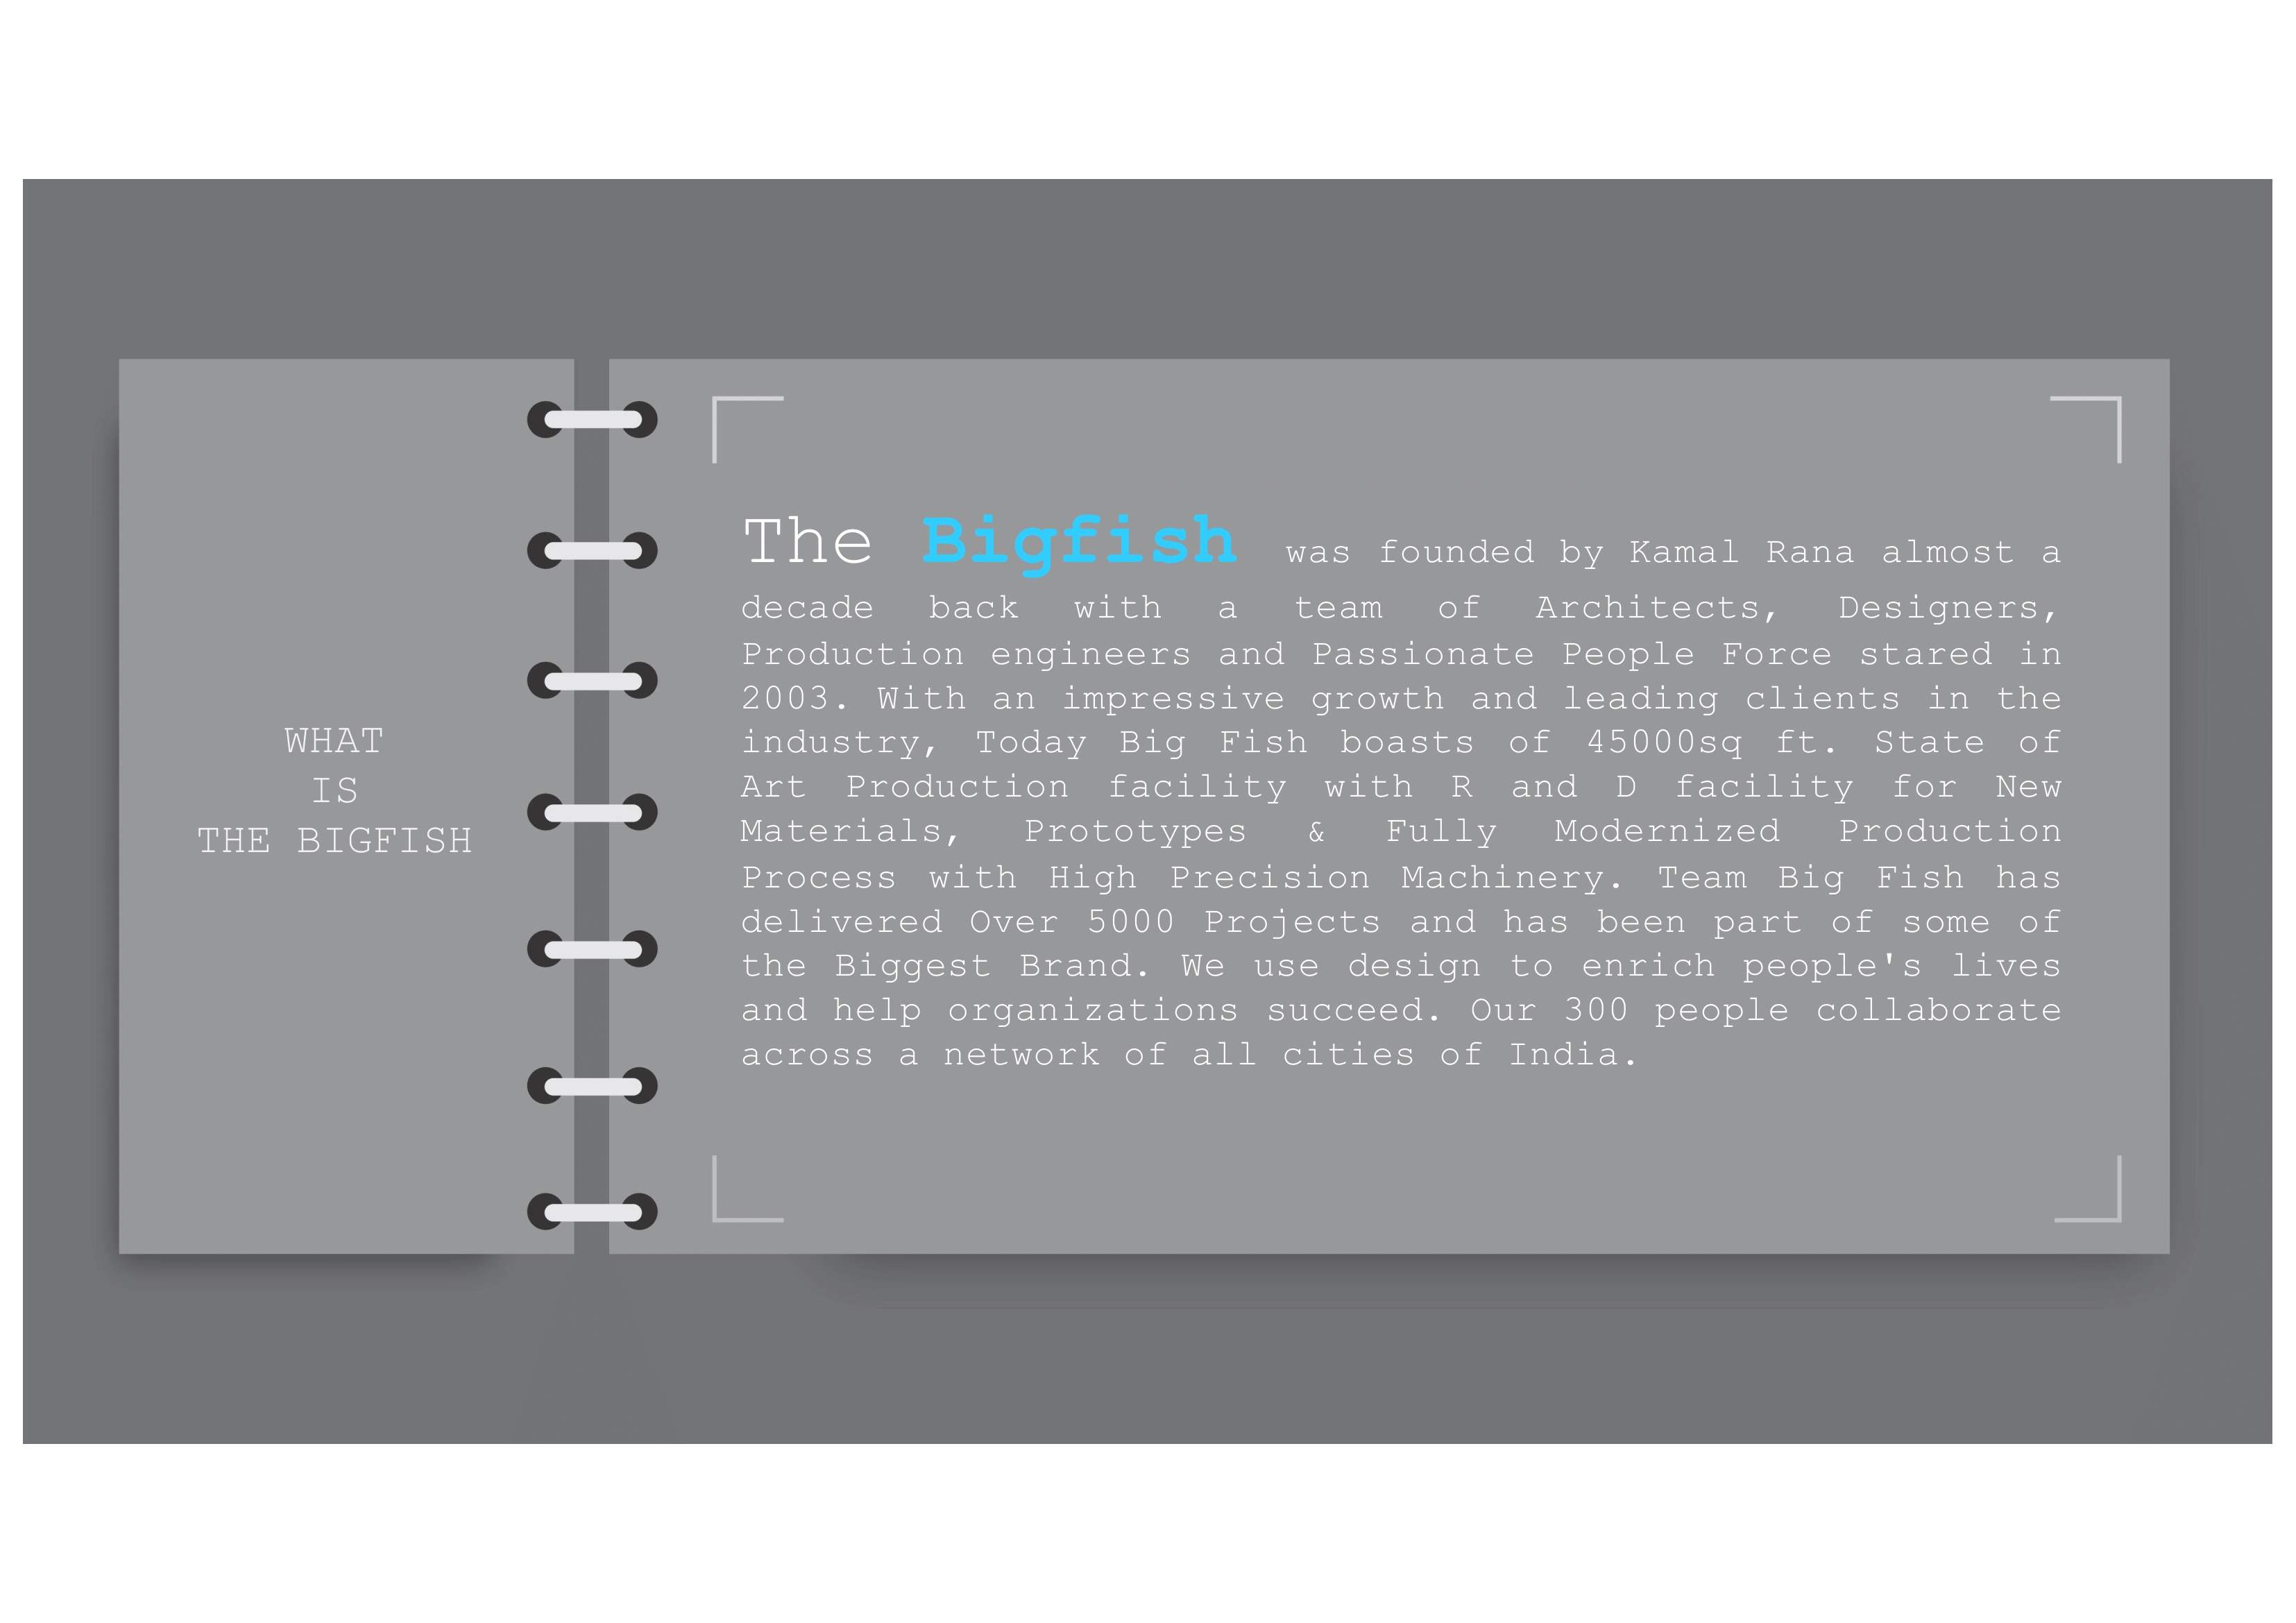 WHAT
IS
THE BIGFISH
The Bigfish was founded by Kamal Rana almost a
decade back with a team of Architects, Designers,
Production engineers and Passionate People Force stared in
2003. With an impressive growth and leading clients in the
industry, Today Big Fish boasts of 45000sq ft. State of
Art Production facility with R and D facility for New
Materials, Prototypes & Fully Modernized Production
Process with High Precision Machinery. Team Big Fish has
delivered Over 5000 Projects and has been part of some of
the Biggest Brand. We use design to enrich people's lives
and help organizations succeed. Our 300 people collaborate
across a network of all cities of India.